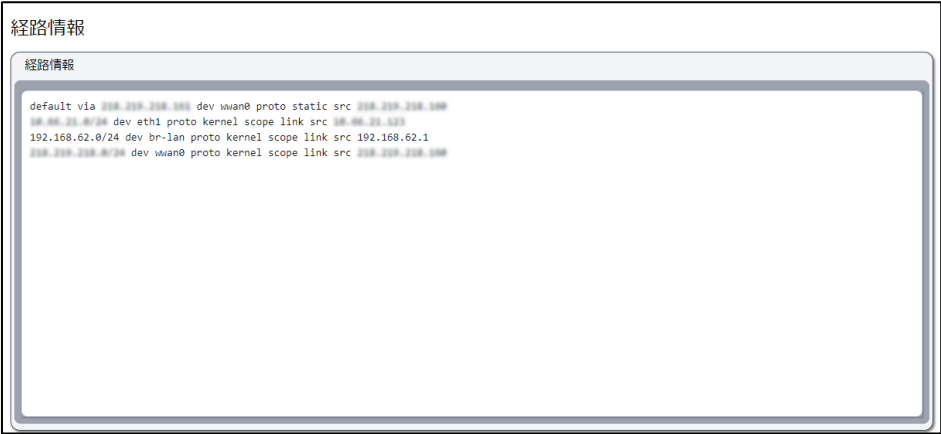 経路情報
経路情報
default via dev wwan0 proto static src
dev eth1 proto kernel scope link src
192.168.62.0/24 dev br-lan proto kernel scope link src 192.168.62.1
dev wwan0 proto kernel scope link src